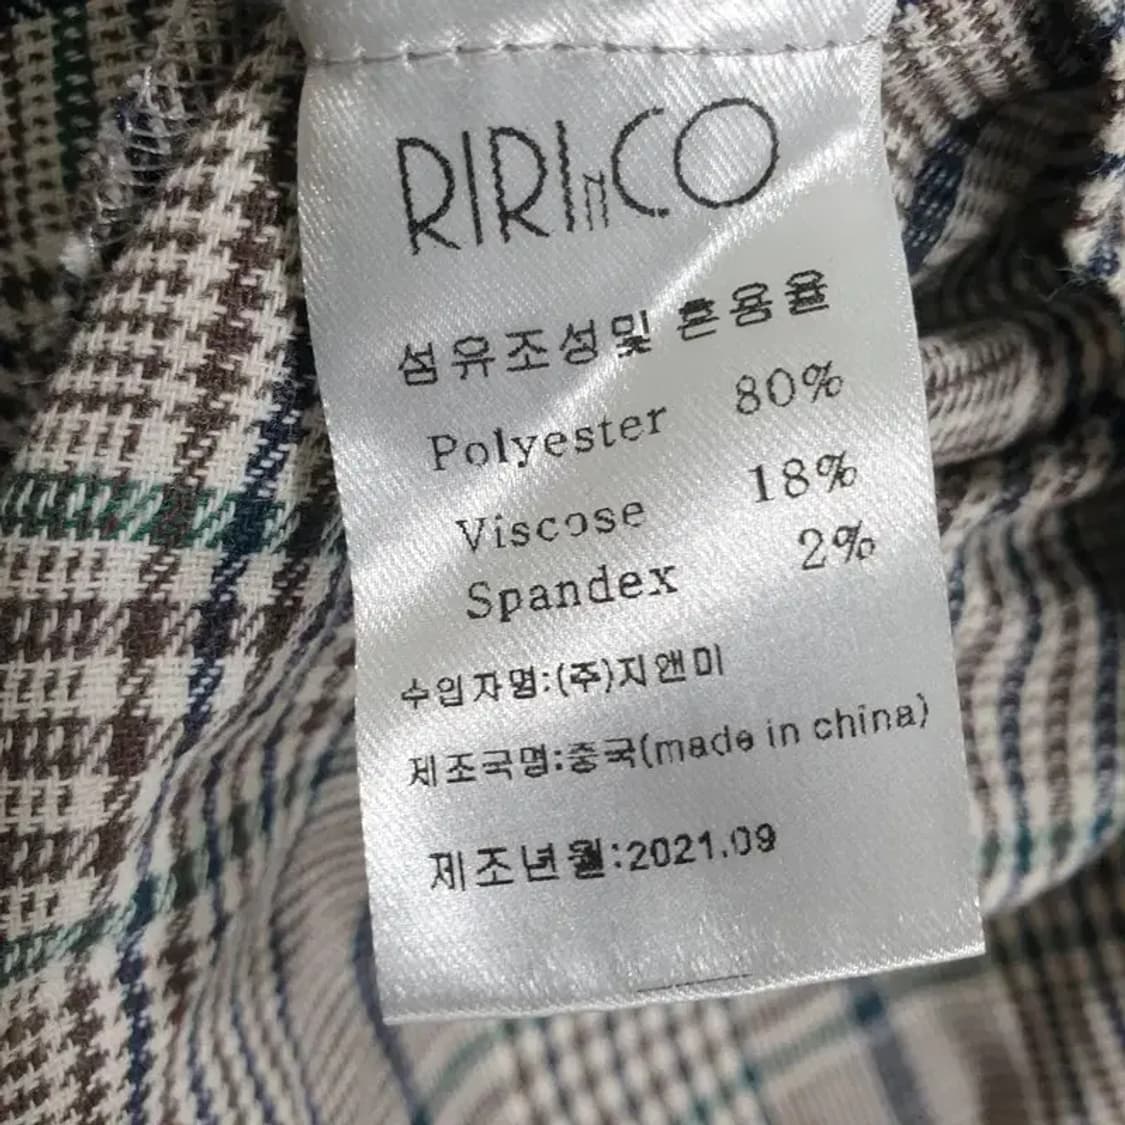 RIRInCO
섬유조성및 혼용율
Polyester 80%
Viscose 18%
Spandex 2%
수입자명:(주)지앤미
제조국명:중국(made in china)
제조년월:2021.09